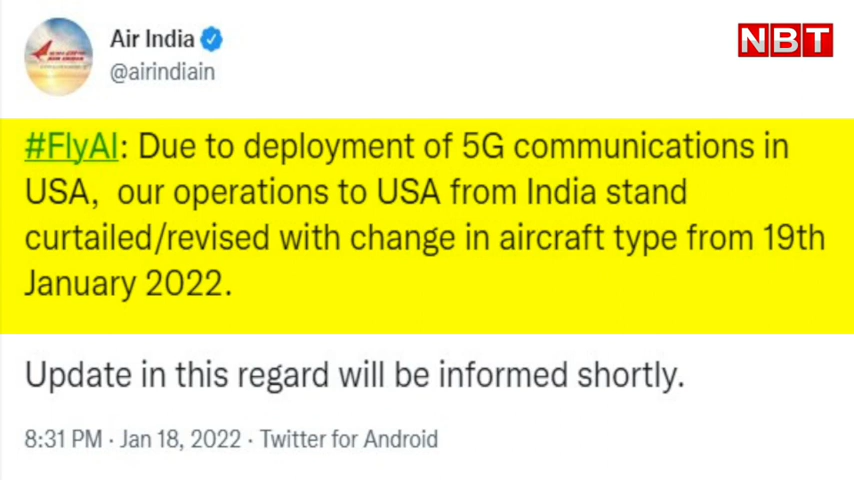 Air India
NBT
@airindiain
#FlyAI: Due to deployment of 5G communications in
USA,  our operations to USA from India stand
curtailed/revised with change in aircraft type from 19th
January 2022.
Update in this regard will be informed shortly.
8:31 PM · Jan 18, 2022 · Twitter for Android